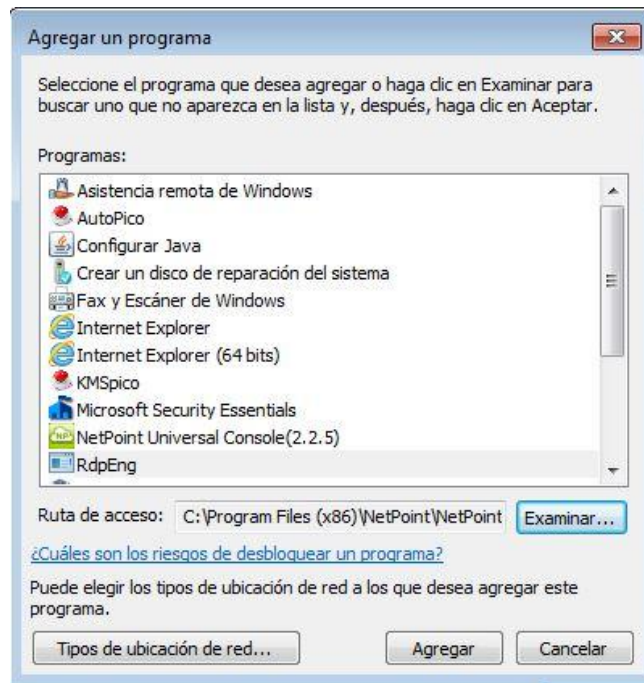 Agregar un programa
Seleccione el programa que desea agregar o haga clic en Examinar para
buscar uno que no aparezca en la lista y, después, haga clic en Aceptar.
Programas:
Asistencia remota de Windows
AutoPico
Configurar Java
Crear un disco de reparación del sistema
Fax y Escáner de Windows
Internet Explorer
Internet Explorer (64 bits)
KMSpico
Microsoft Security Essentials
NetPoint Universal Console(2.2.5)
RdpEng
Ruta de acceso: C:\Program Files (x86)\NetPoint\NetPoint Examinar...
¿Cuáles son los riesgos de desbloquear un programa?
Puede elegir los tipos de ubicación de red a los que desea agregar este
programa.
Tipos de ubicación de red... Agregar Cancelar